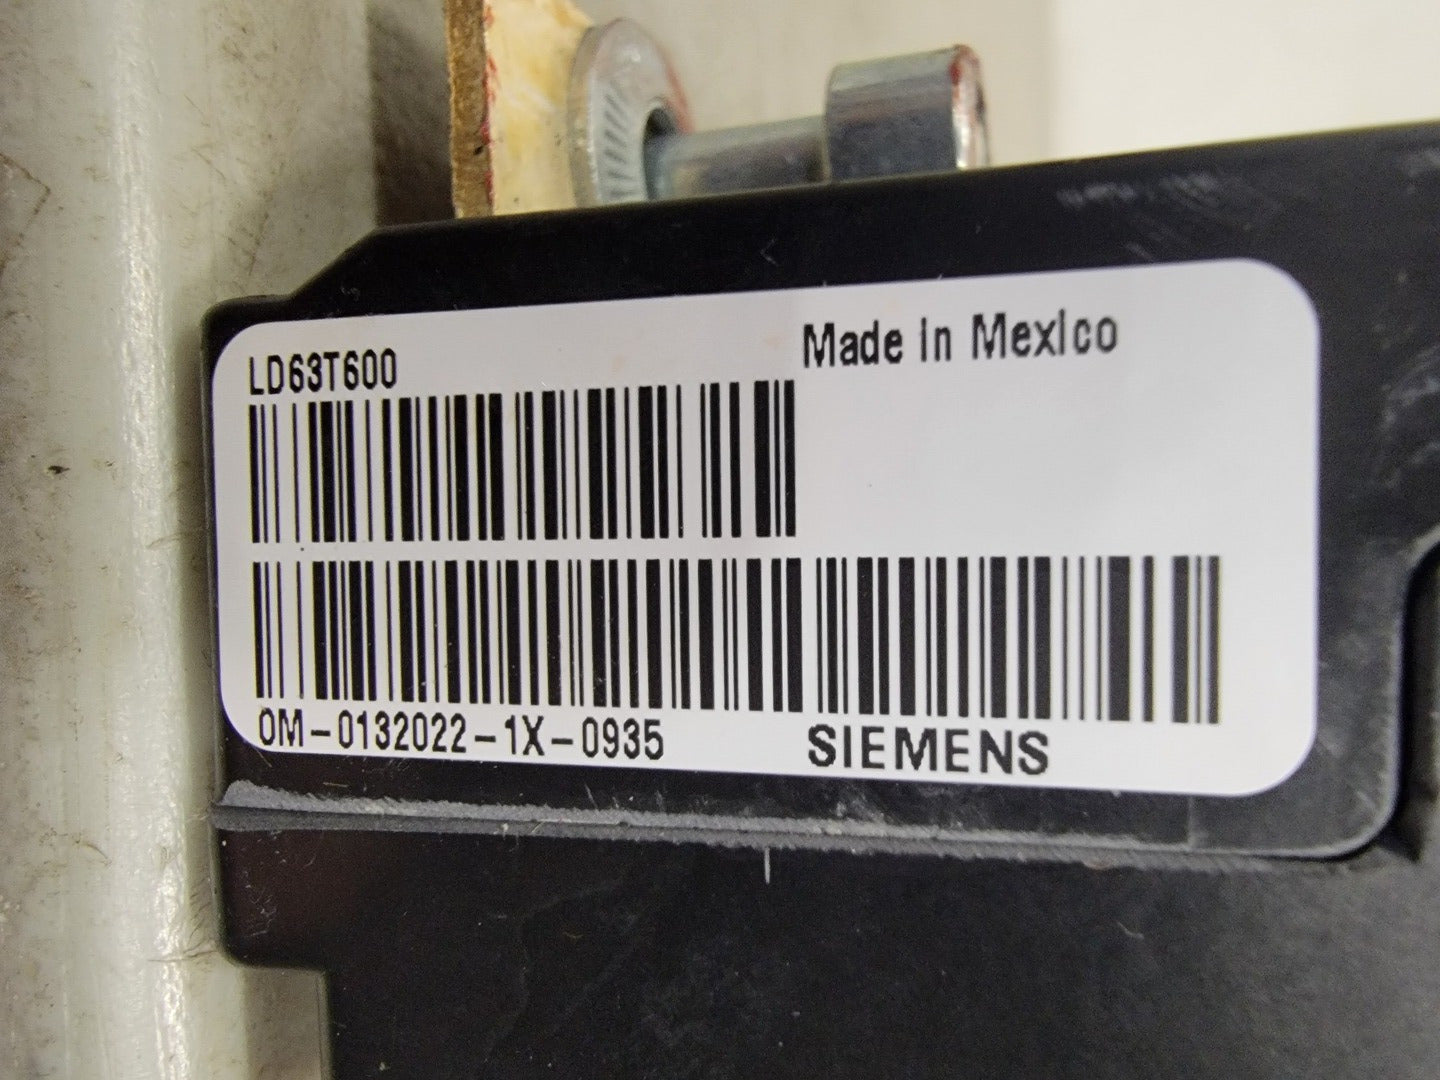 LD63T600
Made in Mexico
0M-0132022-1X-0935
SIEMENS